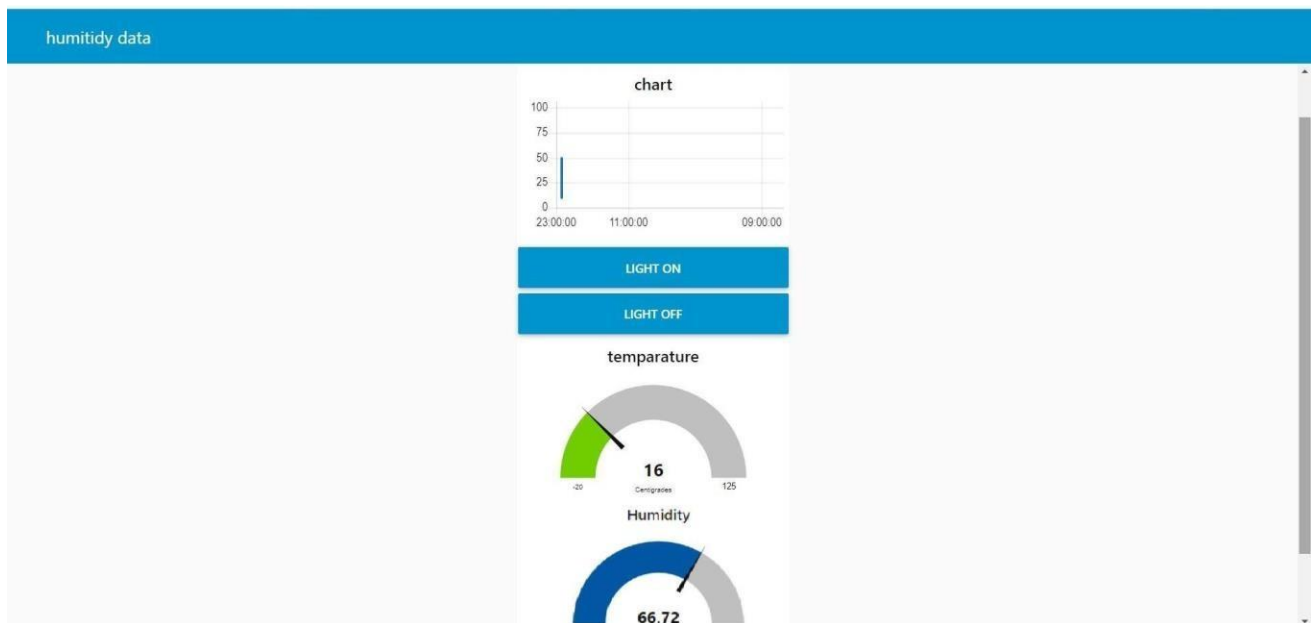 humitidy data
chart
100
75
50
25
0
23:00:00 11:00:00 09:00:00
LIGHT ON
LIGHT OFF
temparature
16
-20 Centigrades 125
Humidity
66.72